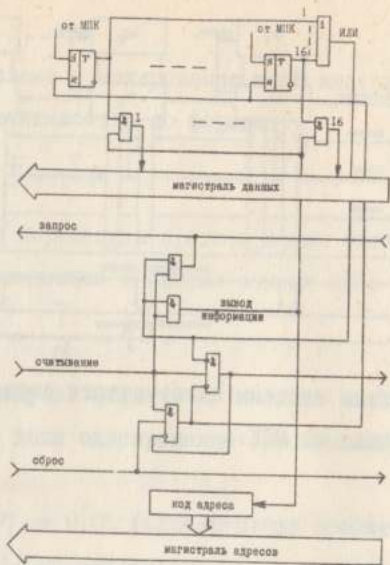 от МПК
от МПК
1
1
ИЛИ
16
S T
R
S T
R
&
1
&
16
магистраль данных
запрос
&
&
вывод
информации
считывание
&
&
сброс
код адреса
магистраль адресов